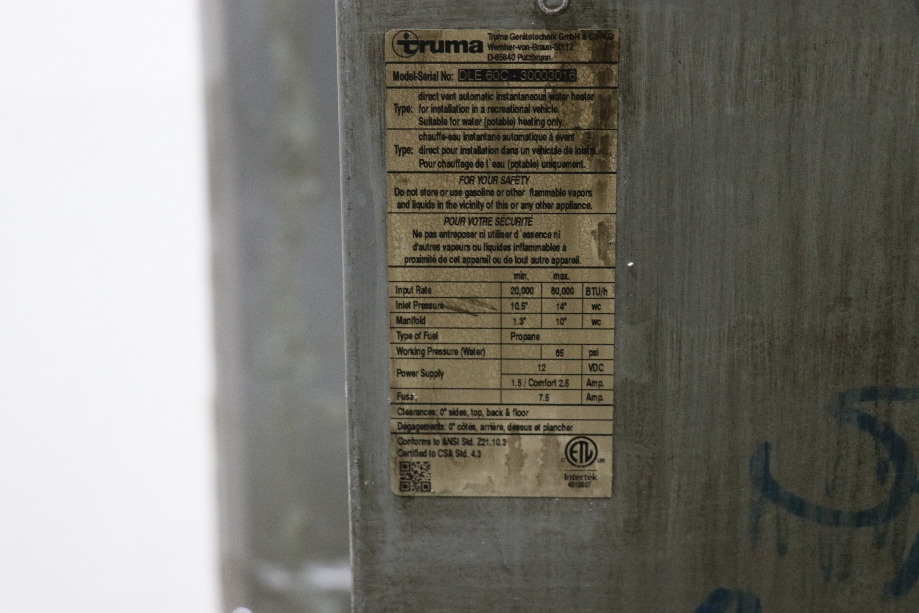 truma
Truma Gerätetechnik GmbH & Co. KG
Wernher-von-Braun-Str.12
D-85640 Putzbrunn
Model-Serial No: DLE 60C - S0003016
direct vent automatic instantaneous water heater
Type: for installation in a recreational vehicle.
Suitable for water (potable) heating only.
chauffe-eau instantané automatique à évent
Type: direct pour installation dans un véhicule de loisirs
Pour chauffage de l`eau (potable) uniquement.
FOR YOUR SAFETY
Do not store or use gasoline or other flammable vapors
and liquids in the vicinity of this or any other appliance.
POUR VOTRE SÉCURITÉ
Ne pas entreposer ni utiliser d`essence ni
d'autres vapeurs ou liquides inflammables à
proximité de cet appareil ou de tout autre appareil.
min. max.
Input Rate 20,000 60,000 BTU/h
Inlet Pressure 10.5" 14" wc
Manifold 1.3" 10" wc
Type of Fuel Propane
Working Pressure (Water) 65 psi
Power Supply 12 VDC
1.5 / Comfort 2.5 Amp.
Fuse 7.5 Amp.
Clearances: 0" sides, top, back & floor
Dégagements: 0" côtés, arrière, dessus et plancher
Conforms to ANSI Std. Z21.10.3
Certified to CSA Std. 4.3
C ETL US
Intertek